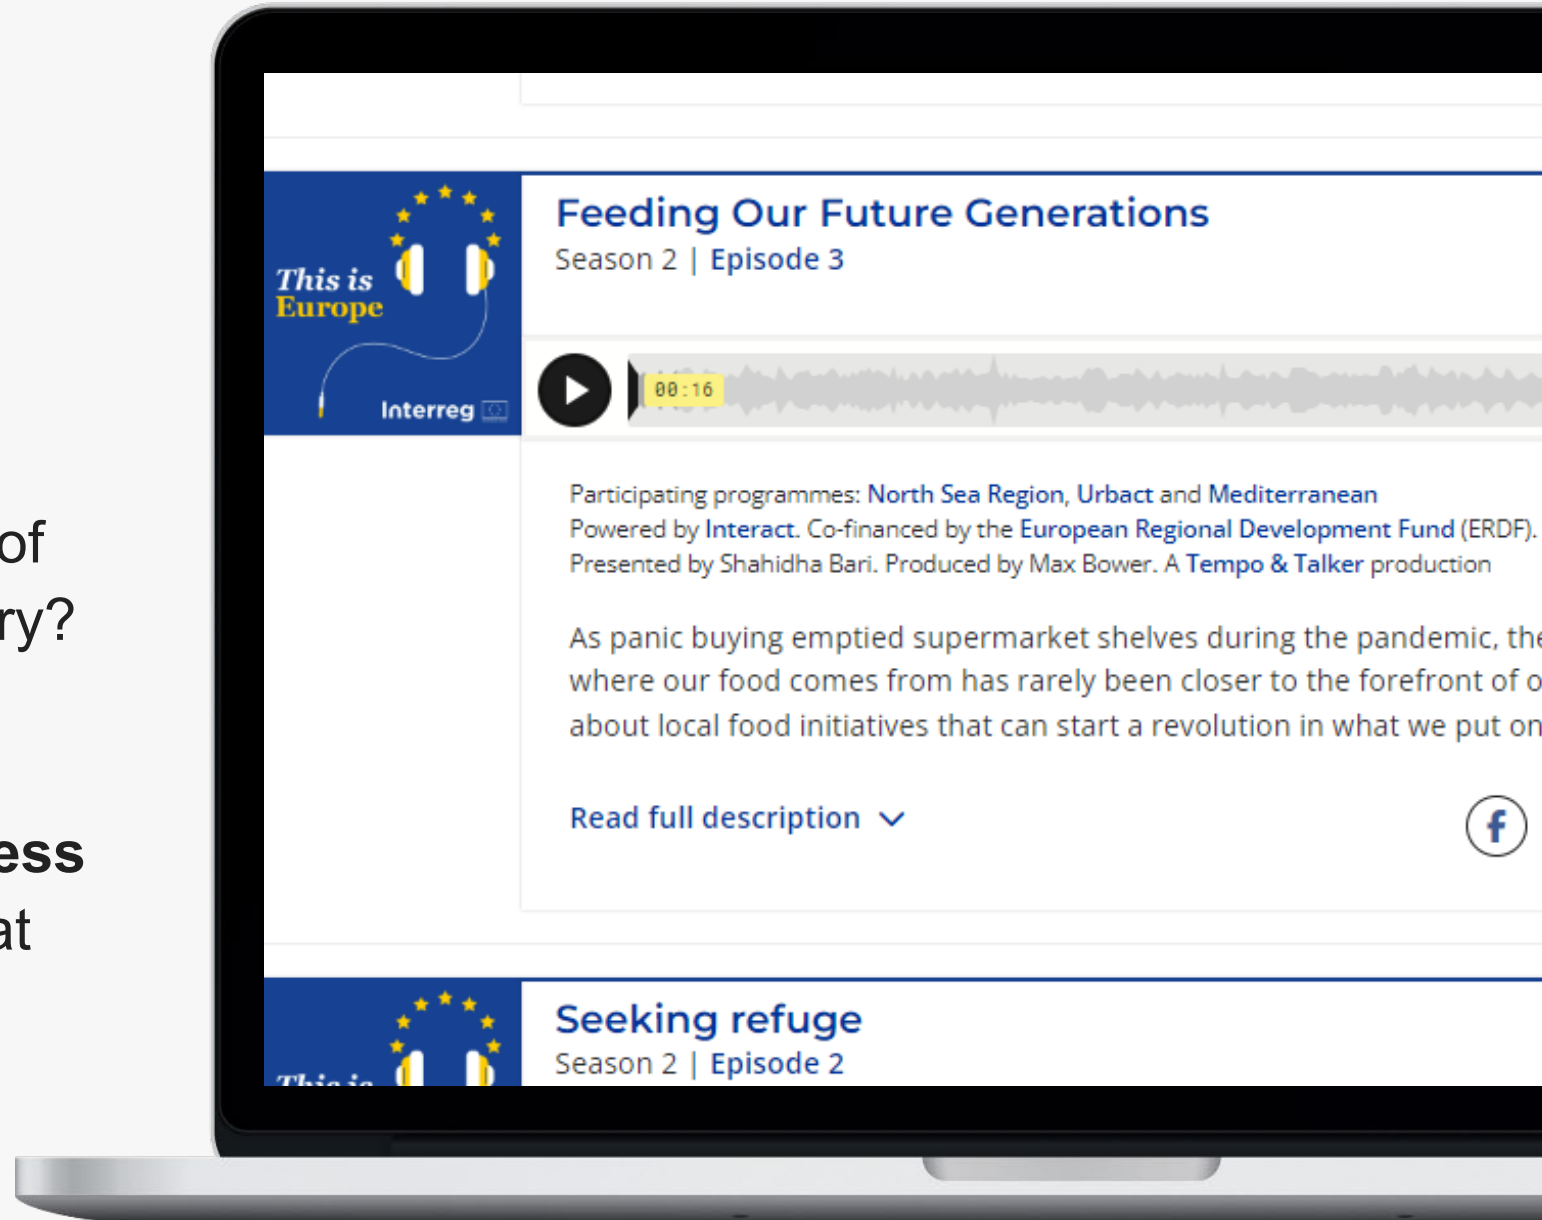 of
ry?
ess
at
This is
Europe
Interreg
Feeding Our Future Generations
Season 2 | Episode 3
00:16
Participating programmes: North Sea Region, Urbact and Mediterranean
Powered by Interact. Co-financed by the European Regional Development Fund (ERDF).
Presented by Shahidha Bari. Produced by Max Bower. A Tempo & Talker production
As panic buying emptied supermarket shelves during the pandemic, the
where our food comes from has rarely been closer to the forefront of o
about local food initiatives that can start a revolution in what we put on
Read full description
f
This is
Seeking refuge
Season 2 | Episode 2